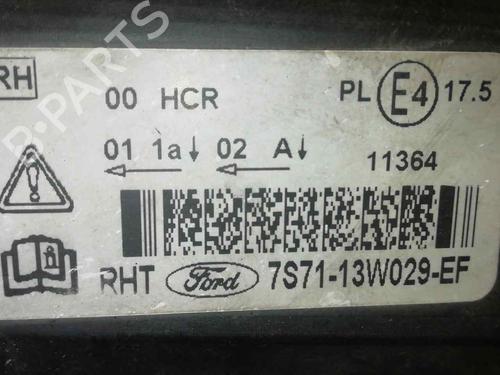 RH
00 HCR
PL E4 17.5
01 1a↓ 02 A↓
11364
RHT Ford 7S71-13W029-EF
B-PARTS